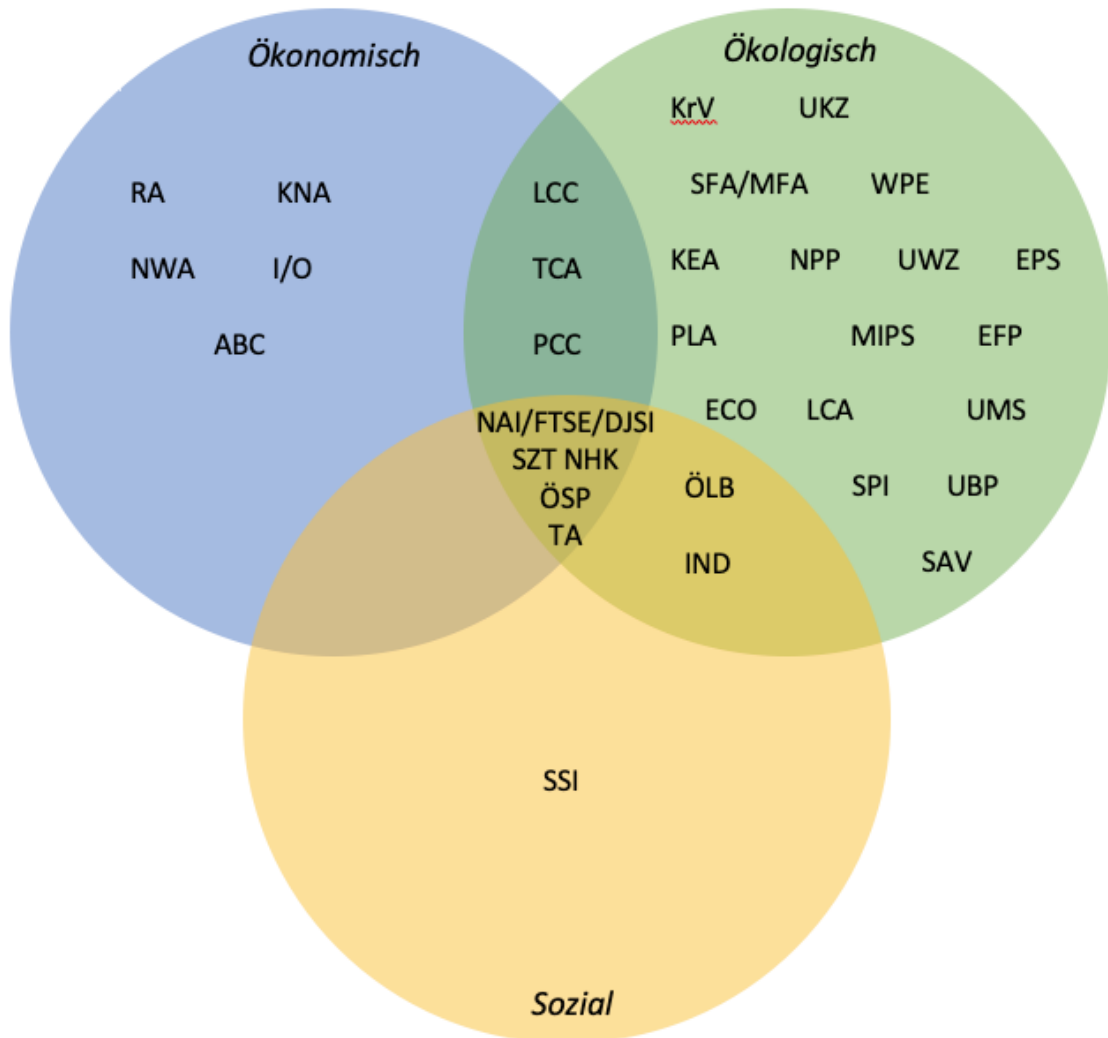 Ökonomisch
Ökologisch
KrV UKZ
RA KNA
LCC
SFA/MFA WPE
NWA I/O
TCA
KEA NPP UWZ EPS
ABC
PCC
PLA MIPS EFP
NAI/FTSE/DJSI
SZT NHK
ÖSP
TA
ECO LCA UMS
ÖLB
SPI UBP
IND
SAV
SSI
Sozial